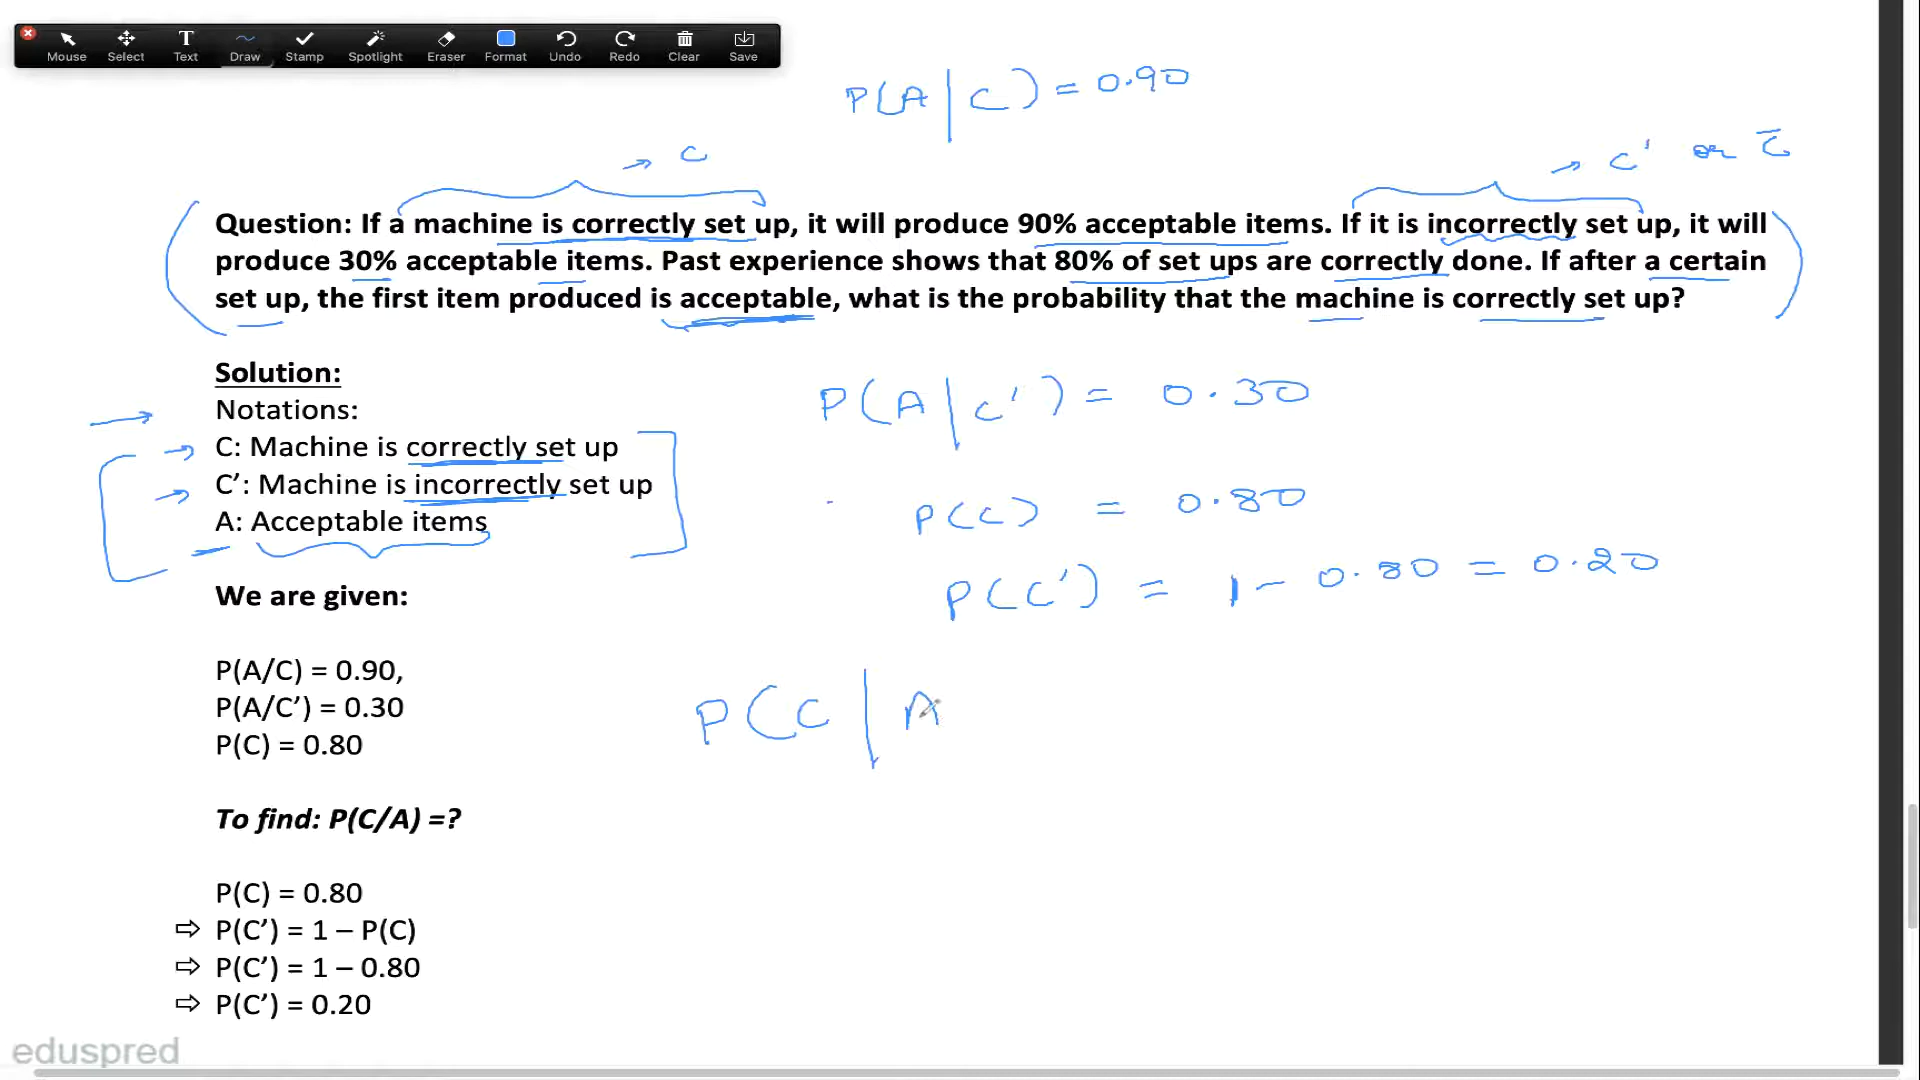 Mouse Select Text Draw Stamp Spotlight Eraser Format Undo Redo Clear Save
P(A|C) = 0.90
→ C
→ C' or C̅
Question: If a machine is correctly set up, it will produce 90% acceptable items. If it is incorrectly set up, it will
produce 30% acceptable items. Past experience shows that 80% of set ups are correctly done. If after a certain
set up, the first item produced is acceptable, what is the probability that the machine is correctly set up?
Solution:
Notations:
C: Machine is correctly set up
C’: Machine is incorrectly set up
A: Acceptable items
P(A|C') = 0.30
P(C) = 0.80
P(C') = 1 - 0.80 = 0.20
We are given:
P(A/C) = 0.90,
P(A/C’) = 0.30
P(C) = 0.80
P(C|A
To find: P(C/A) =?
P(C) = 0.80
⇨ P(C’) = 1 – P(C)
⇨ P(C’) = 1 – 0.80
⇨ P(C’) = 0.20
eduspred